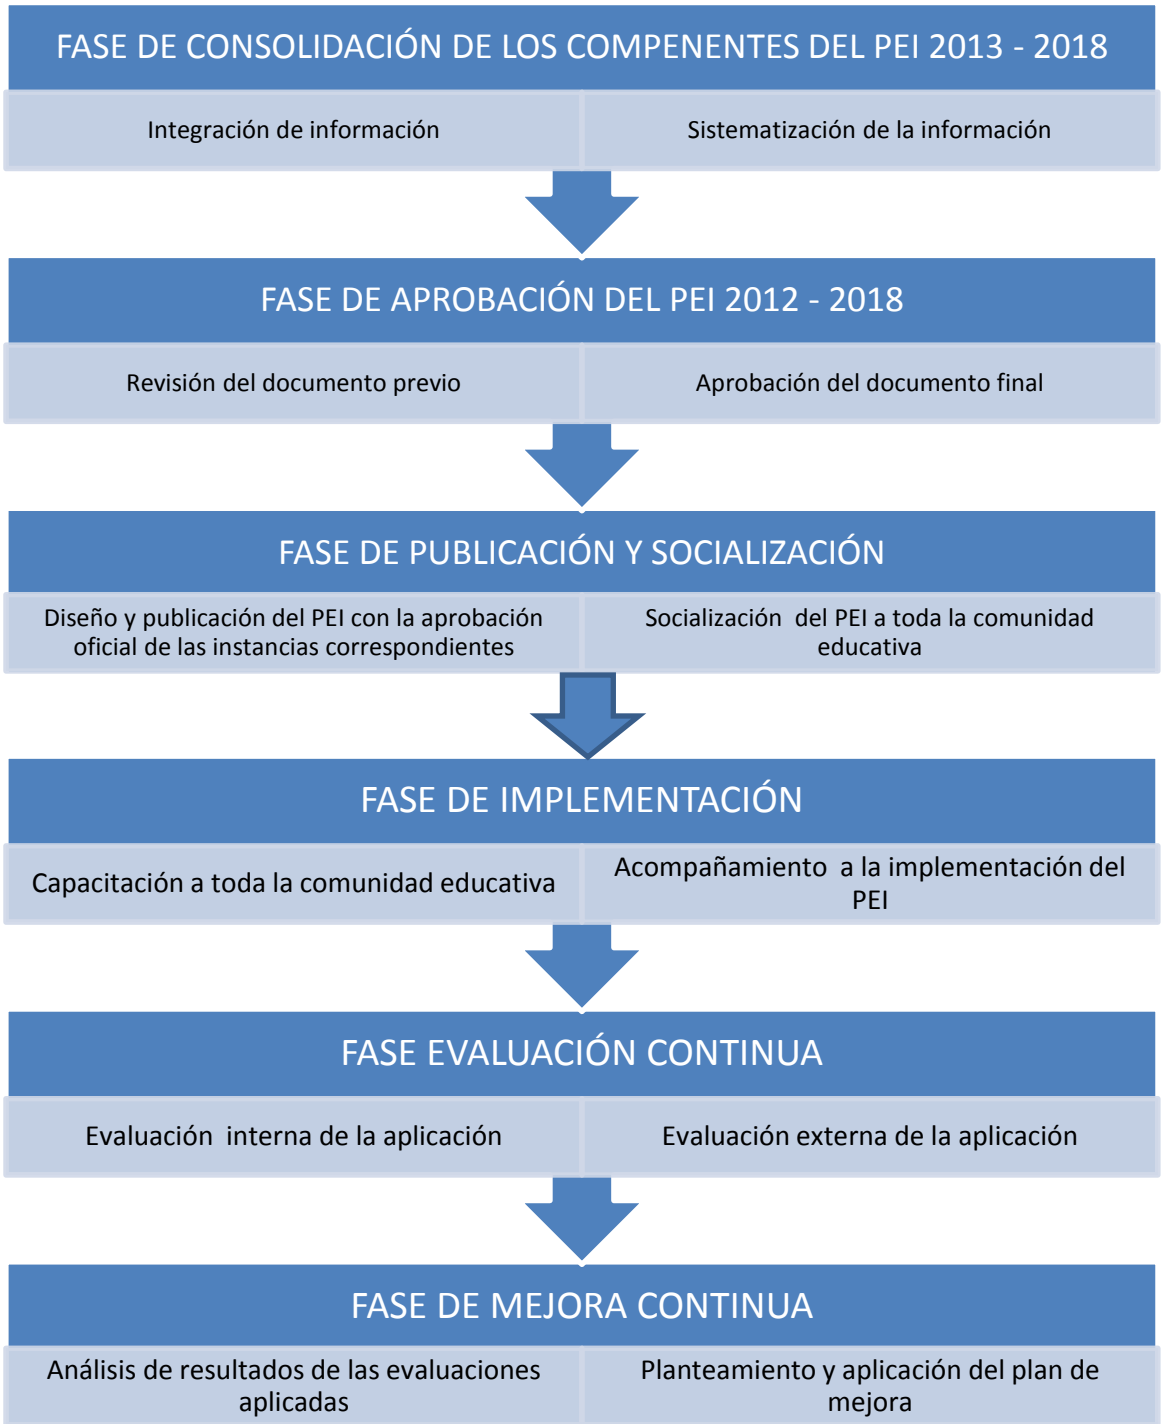 FASE DE CONSOLIDACIÓN DE LOS COMPENENTES DEL PEI 2013 - 2018
Integración de información
Sistematización de la información
FASE DE APROBACIÓN DEL PEI 2012 - 2018
Revisión del documento previo
Aprobación del documento final
FASE DE PUBLICACIÓN Y SOCIALIZACIÓN
Diseño y publicación del PEI con la aprobación
oficial de las instancias correspondientes
Socialización  del PEI a toda la comunidad
educativa
FASE DE IMPLEMENTACIÓN
Capacitación a toda la comunidad educativa
Acompañamiento  a la implementación del
PEI
FASE EVALUACIÓN CONTINUA
Evaluación  interna de la aplicación
Evaluación externa de la aplicación
FASE DE MEJORA CONTINUA
Análisis de resultados de las evaluaciones
aplicadas
Planteamiento y aplicación del plan de
mejora